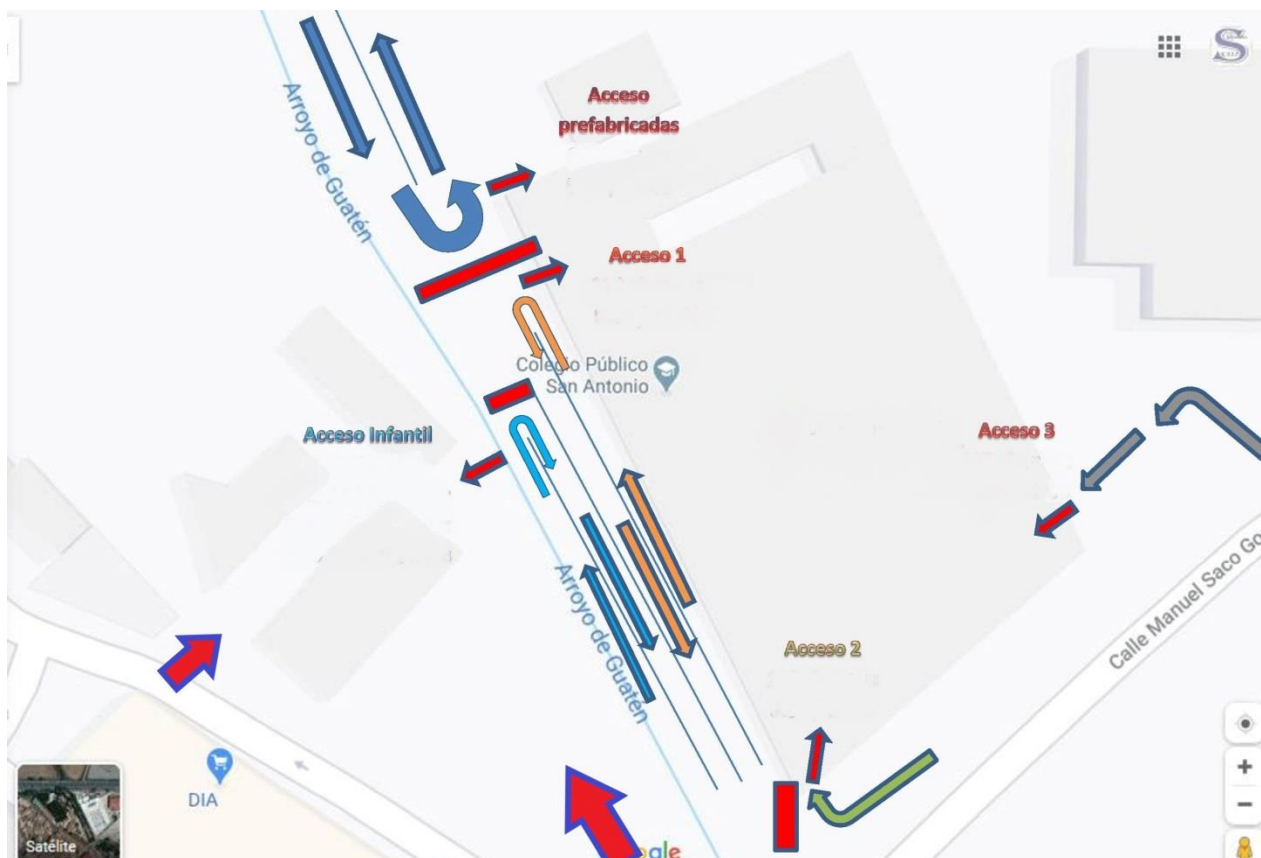 Acceso
prefabricadas
Arroyo de Guatén
Acceso 1
Colegio Público
San Antonio
Acceso Infantil
Acceso 3
Arroyo de Guatén
Acceso 2
Calle Manuel Saco Go
DIA
Satélite